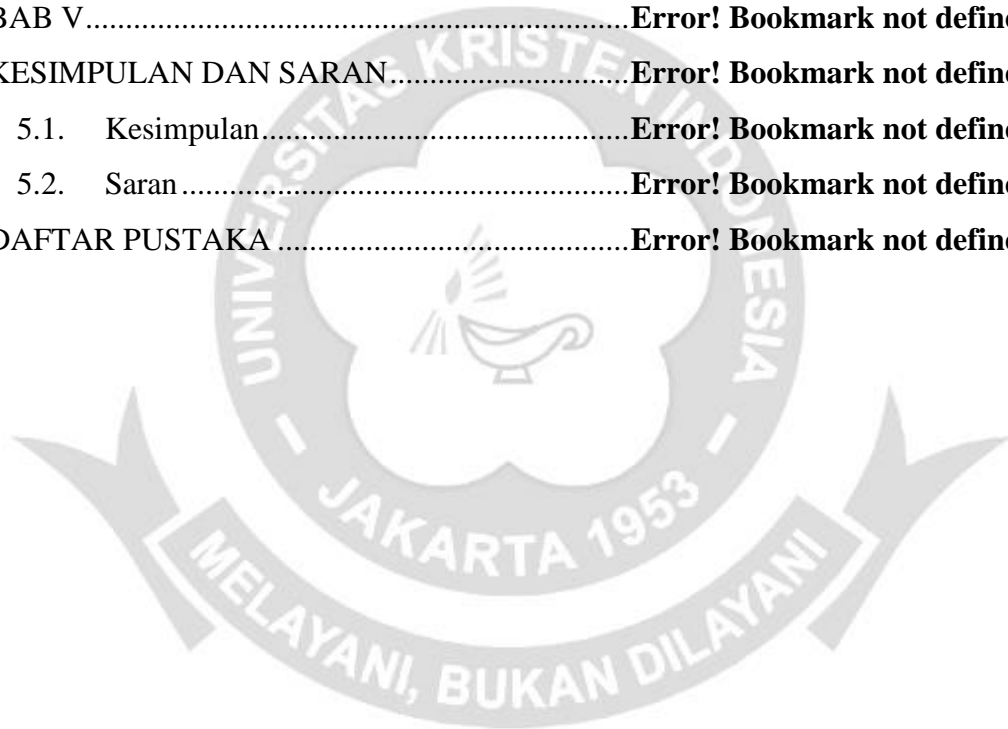 BAB V..........................................................................Error! Bookmark not define
KESIMPULAN DAN SARAN................................Error! Bookmark not define
5.1. Kesimpulan.................................................Error! Bookmark not define
5.2. Saran............................................................Error! Bookmark not define
DAFTAR PUSTAKA ...............................................Error! Bookmark not define
UNIVERSITAS KRISTEN INDONESIA
- JAKARTA 1953 -
MELAYANI, BUKAN DILAYANI